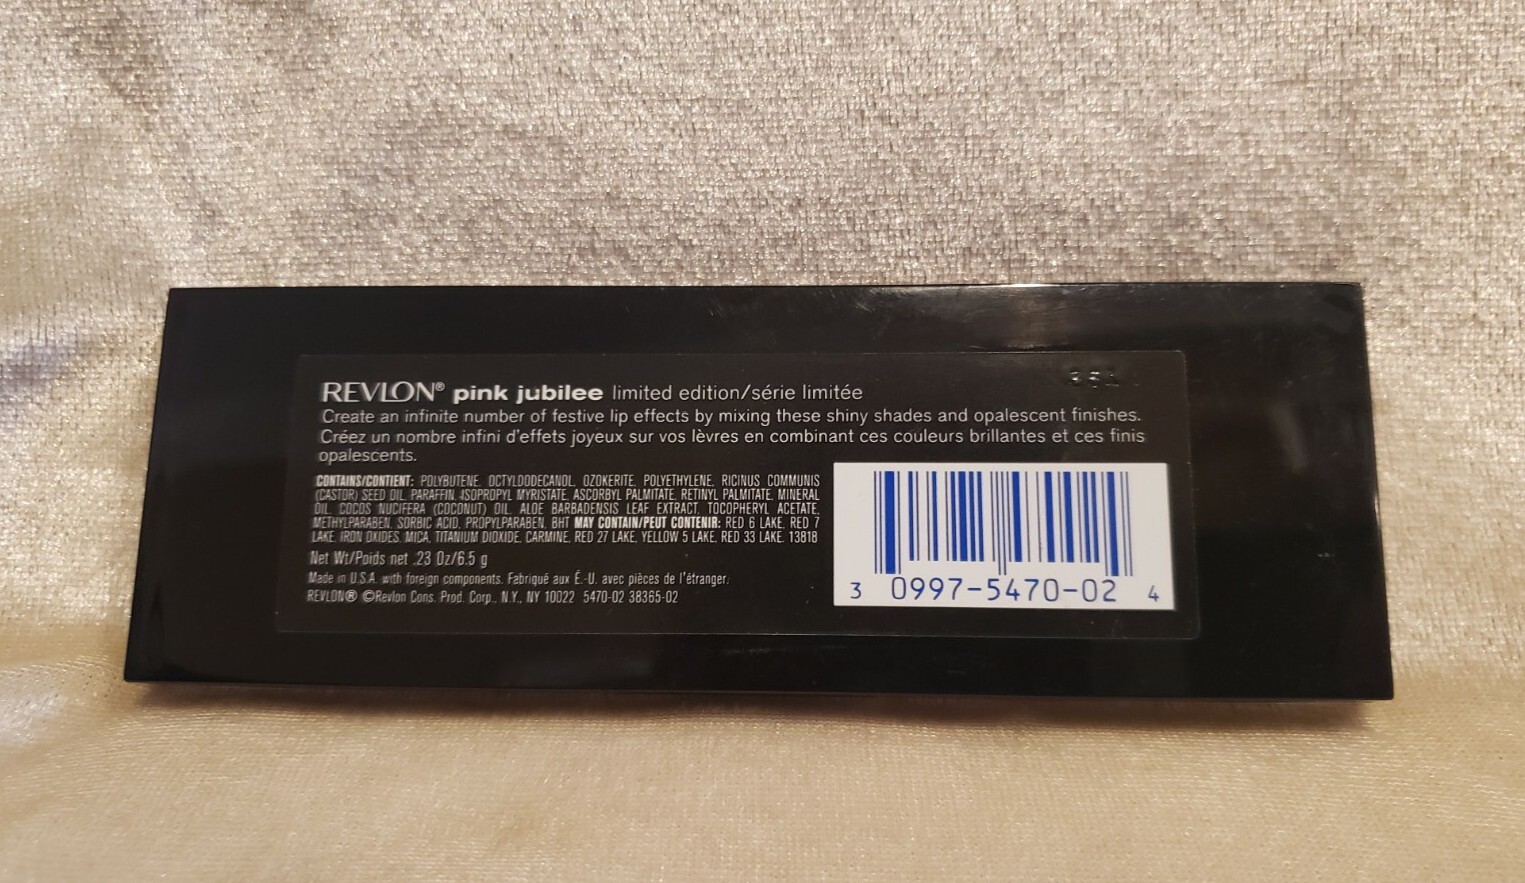 REVLON® pink jubilee limited edition/série limitée
Create an infinite number of festive lip effects by mixing these shiny shades and opalescent finishes.
Créez un nombre infini d'effets joyeux sur vos lèvres en combinant ces couleurs brillantes et ces finis
opalescents.
CONTAINS/CONTIENT: POLYBUTENE, OCTYLDODECANOL, OZOKERITE, POLYETHYLENE, RICINUS COMMUNIS
(CASTOR) SEED OIL, PARAFFIN, ISOPROPYL MYRISTATE, ASCORBYL PALMITATE, RETINYL PALMITATE, MINERAL
OIL, COCOS NUCIFERA (COCONUT) OIL, ALOE BARBADENSIS LEAF EXTRACT, TOCOPHERYL ACETATE,
METHYLPARABEN, SORBIC ACID, PROPYLPARABEN, BHT MAY CONTAIN/PEUT CONTENIR: RED 6 LAKE, RED 7
LAKE, IRON OXIDES, MICA, TITANIUM DIOXIDE, CARMINE, RED 27 LAKE, YELLOW 5 LAKE, RED 33 LAKE. 13818
Net Wt/Poids net .23 Oz/6.5 g
Made in U.S.A. with foreign components. Fabriqué aux É.-U. avec pièces de l'étranger.
REVLON® ©Revlon Cons. Prod. Corp., N.Y., NY 10022 5470-02 38365-02
3 0997-5470-02 4